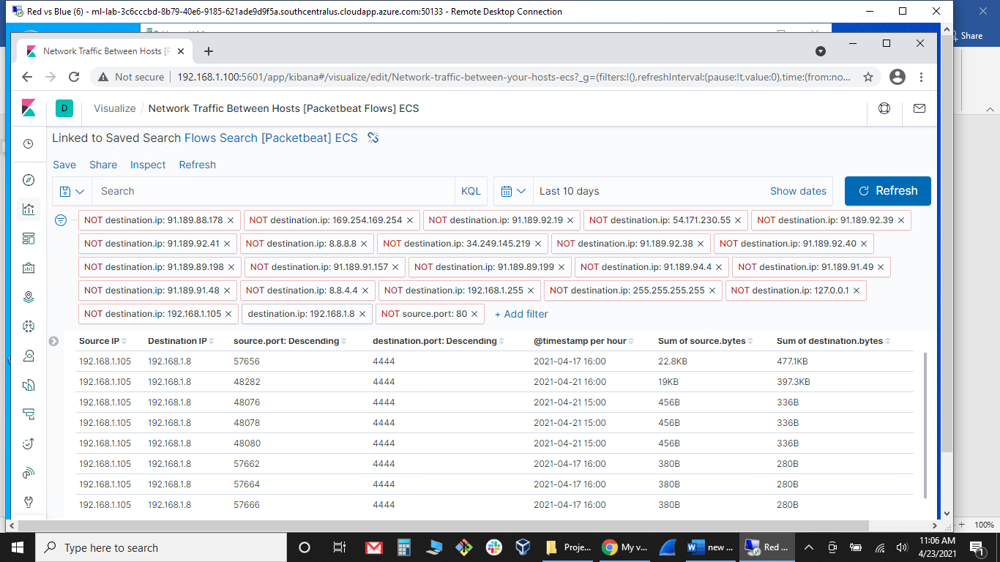 Red vs Blue (6) - ml-lab-3c6cccbd-8b79-40e6-9185-621ade9d9f5a.southcentralus.cloudapp.azure.com:50133 - Remote Desktop Connection
Share
Network Traffic Between Hosts [P
Not secure 192.168.1.100:5601/app/kibana#/visualize/edit/Network-traffic-between-your-hosts-ecs?_g=(filters:!(),refreshInterval:(pause:!t,value:0),time:(from:no...
D Visualize / Network Traffic Between Hosts [Packetbeat Flows] ECS
Linked to Saved Search Flows Search [Packetbeat] ECS
Save Share Inspect Refresh
Search KQL Last 10 days Show dates Refresh
NOT destination.ip: 91.189.88.178 × NOT destination.ip: 169.254.169.254 × NOT destination.ip: 91.189.92.19 × NOT destination.ip: 54.171.230.55 × NOT destination.ip: 91.189.92.39 ×
NOT destination.ip: 91.189.92.41 × NOT destination.ip: 8.8.8.8 × NOT destination.ip: 34.249.145.219 × NOT destination.ip: 91.189.92.38 × NOT destination.ip: 91.189.92.40 ×
NOT destination.ip: 91.189.89.198 × NOT destination.ip: 91.189.91.157 × NOT destination.ip: 91.189.89.199 × NOT destination.ip: 91.189.94.4 × NOT destination.ip: 91.189.91.49 ×
NOT destination.ip: 91.189.91.48 × NOT destination.ip: 8.8.4.4 × NOT destination.ip: 192.168.1.255 × NOT destination.ip: 255.255.255.255 × NOT destination.ip: 127.0.0.1 ×
NOT destination.ip: 192.168.1.105 × destination.ip: 192.168.1.8 × NOT source.port: 80 × + Add filter
Source IP Destination IP source.port: Descending destination.port: Descending @timestamp per hour Sum of source.bytes Sum of destination.bytes
192.168.1.105 192.168.1.8 57656 4444 2021-04-17 16:00 22.8KB 477.1KB
192.168.1.105 192.168.1.8 48282 4444 2021-04-21 16:00 19KB 397.3KB
192.168.1.105 192.168.1.8 48076 4444 2021-04-21 15:00 456B 336B
192.168.1.105 192.168.1.8 48078 4444 2021-04-21 15:00 456B 336B
192.168.1.105 192.168.1.8 48080 4444 2021-04-21 15:00 456B 336B
192.168.1.105 192.168.1.8 57662 4444 2021-04-17 16:00 380B 280B
192.168.1.105 192.168.1.8 57664 4444 2021-04-17 16:00 380B 280B
192.168.1.105 192.168.1.8 57666 4444 2021-04-17 16:00 380B 280B
+ 100%
Type here to search Proje... My v... new ... Red ... 11:06 AM
4/23/2021 1